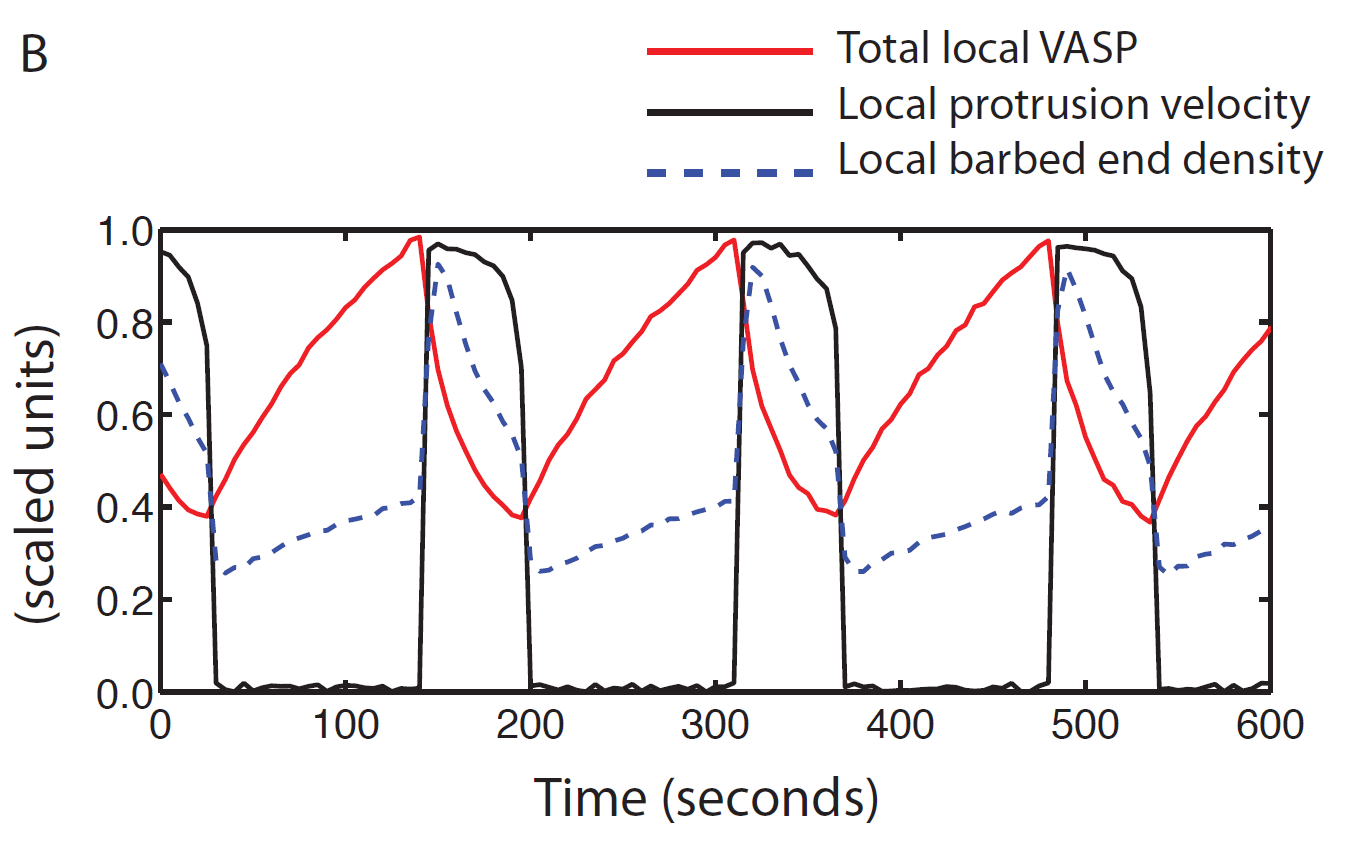 B
Total local VASP
Local protrusion velocity
Local barbed end density
1.0
0.8
0.6
0.4
0.2
0.0
(scaled units)
0 100 200 300 400 500 600
Time (seconds)